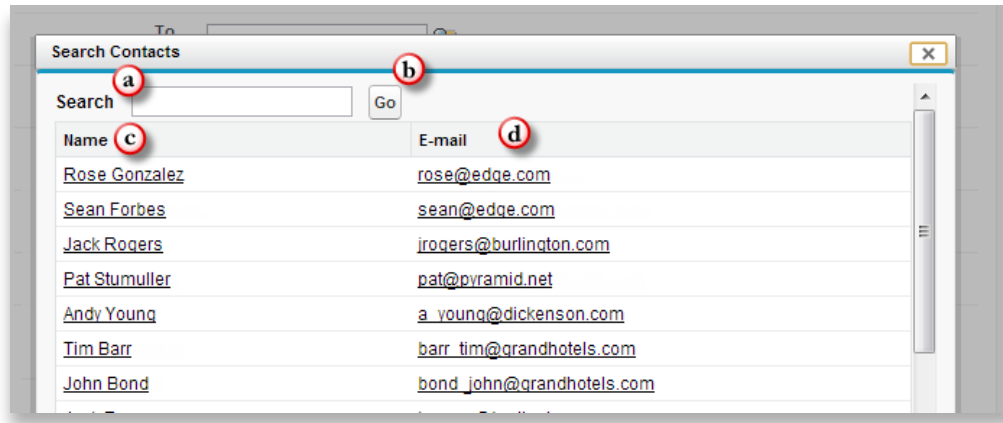 To
Search Contacts
a
b
Search Go
Name c E-mail d
Rose Gonzalez rose@edge.com
Sean Forbes sean@edge.com
Jack Rogers jrogers@burlington.com
Pat Stumuller pat@pyramid.net
Andy Young a_young@dickenson.com
Tim Barr barr_tim@grandhotels.com
John Bond bond_john@grandhotels.com